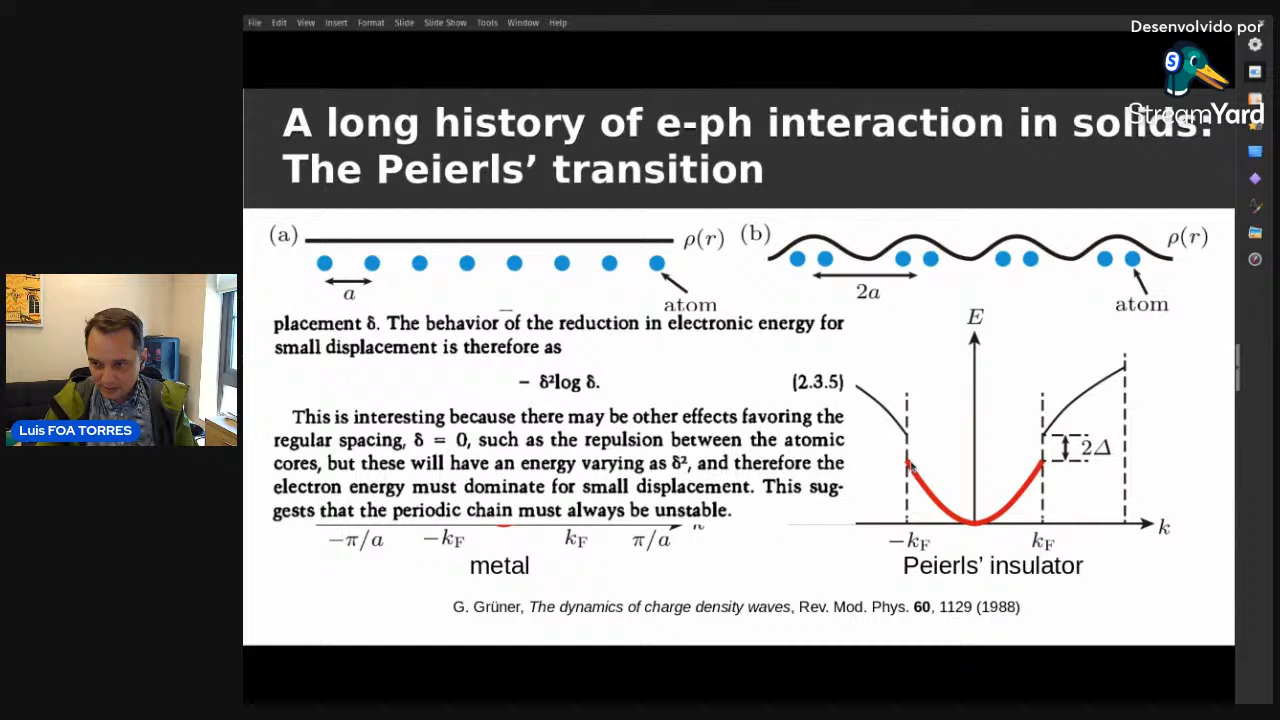 File Edit View Insert Format Slide Slide Show Tools Window Help
Desenvolvido por
S
StreamYard
A long history of e-ph interaction in solids:
The Peierls’ transition
(a)
ρ(r)
a
atom
(b)
ρ(r)
2a
atom
placement δ. The behavior of the reduction in electronic energy for
small displacement is therefore as
− δ²log δ. (2.3.5)
This is interesting because there may be other effects favoring the
regular spacing, δ = 0, such as the repulsion between the atomic
cores, but these will have an energy varying as δ², and therefore the
electron energy must dominate for small displacement. This sug-
gests that the periodic chain must always be unstable.
−π/a −kF kF π/a
metal
E
2Δ
k
−kF kF
Peierls’ insulator
G. Grüner, The dynamics of charge density waves, Rev. Mod. Phys. 60, 1129 (1988)
Luis FOA TORRES